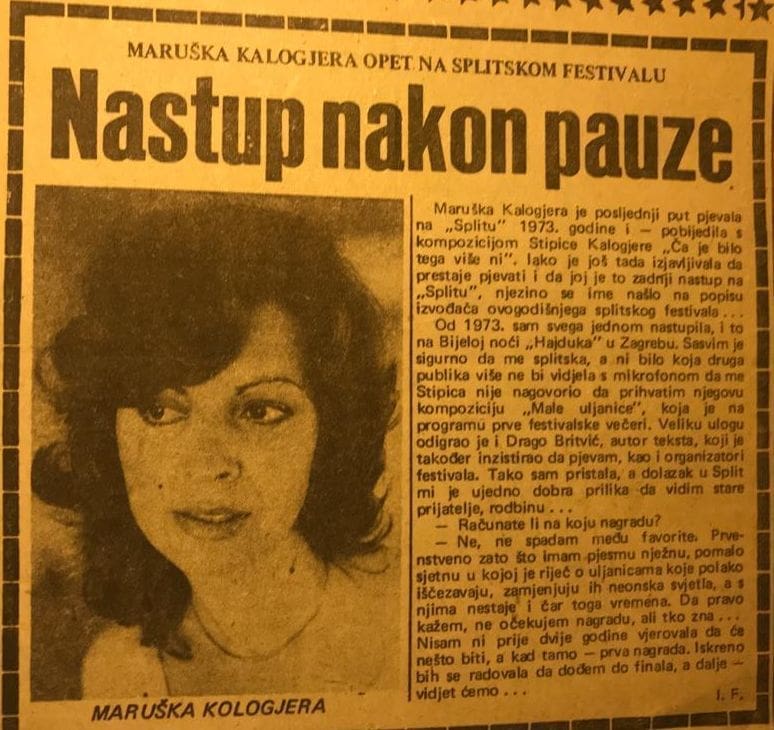 MARUŠKA KALOGJERA OPET NA SPLITSKOM FESTIVALU
Nastup nakon pauze
Maruška Kalogjera je posljednji put pjevala
na „Splitu" 1973. godine i — pobijedila s
kompozicijom Stipice Kalogjere „Ča je bilo
tega više ni". Iako je još tada izjavljivala da
prestaje pjevati i da joj je to zadnji nastup na
„Splitu", njezino se ime našlo na popisu
izvođača ovogodišnjega splitskog festivala . . .
Od 1973. sam svega jednom nastupila, i to
na Bijeloj noći „Hajduka" u Zagrebu. Sasvim je
sigurno da me splitska, a ni bilo koja druga
publika više ne bi vidjela s mikrofonom da me
Stipica nije nagovorio da prihvatim njegovu
kompoziciju „Male uljanice", koja je na
programu prve festivalske večeri. Veliku ulogu
odigrao je i Drago Britvić, autor teksta, koji je
također inzistirao da pjevam, kao i organizatori
festivala. Tako sam pristala, a dolazak u Split
mi je ujedno dobra prilika da vidim stare
prijatelje, rodbinu . . .
— Računate li na koju nagradu?
— Ne, ne spadam među favorite. Prve-
nstveno zato što imam pjesmu nježnu, pomalo
sjetnu u kojoj je riječ o uljanicama koje polako
iščezavaju, zamjenjuju ih neonska svjetla, a s
njima nestaje i čar toga vremena. Da pravo
kažem, ne očekujem nagradu, ali tko zna . . .
Nisam ni prije dvije godine vjerovala da će
nešto biti, a kad tamo — prva nagrada. Iskreno
bih se radovala da dođem do finala, a dalje —
vidjet ćemo . . .
I. F.
MARUŠKA KOLOGJERA